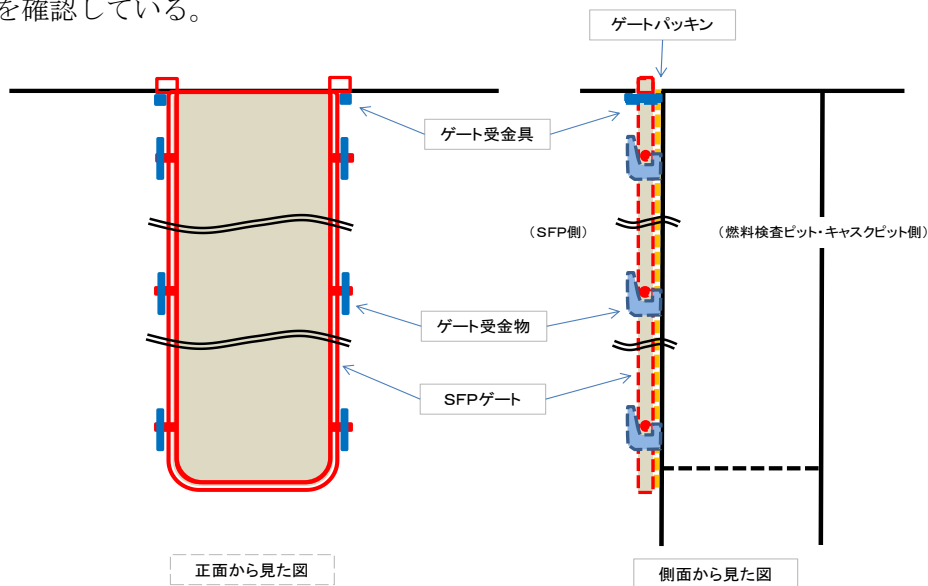 を確認している。
ゲートパッキン
ゲート受金具
(SFP側)
(燃料検査ピット・キャスクピット側)
ゲート受金物
SFPゲート
正面から見た図
側面から見た図